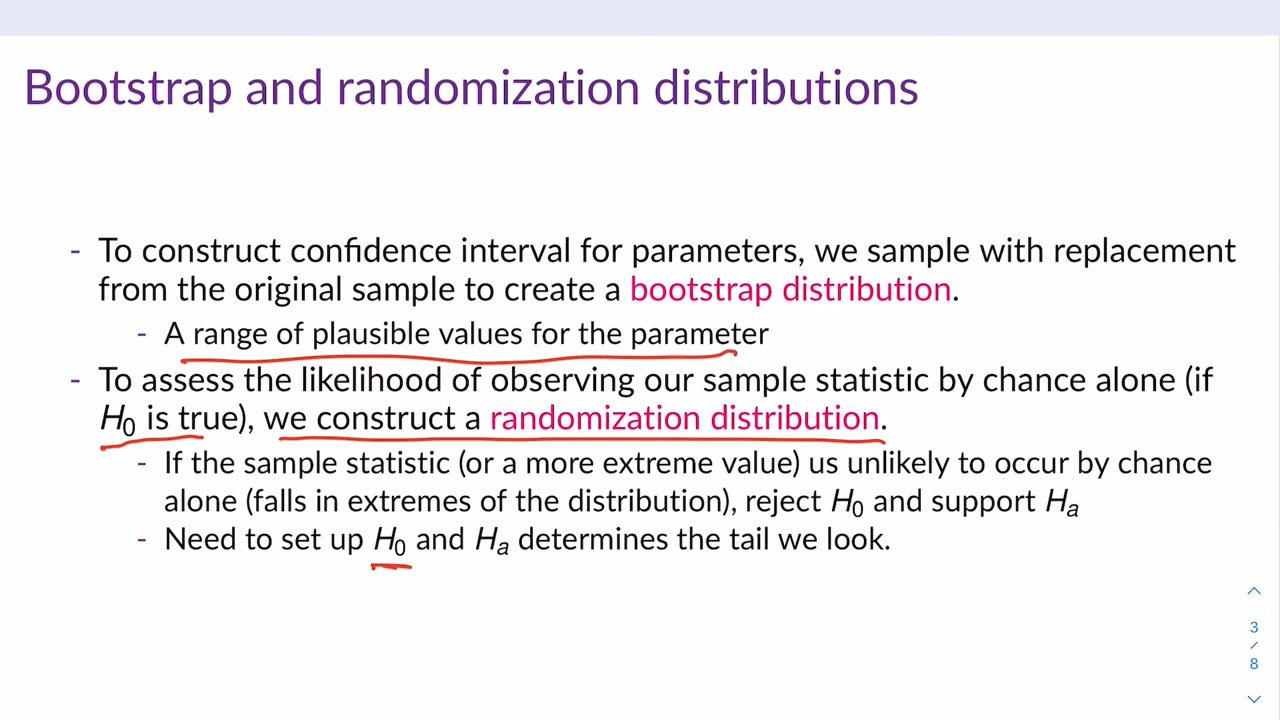 Bootstrap and randomization distributions
- To construct confidence interval for parameters, we sample with replacement
from the original sample to create a bootstrap distribution.
- A range of plausible values for the parameter
- To assess the likelihood of observing our sample statistic by chance alone (if
H₀ is true), we construct a randomization distribution.
- If the sample statistic (or a more extreme value) us unlikely to occur by chance
alone (falls in extremes of the distribution), reject H₀ and support Hₐ
- Need to set up H₀ and Hₐ determines the tail we look.
3
/
8